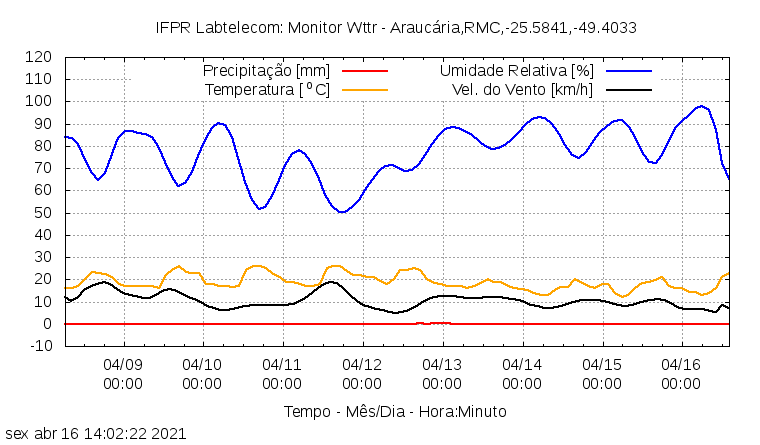 IFPR Labtelecom: Monitor Wttr - Araucária,RMC,-25.5841,-49.4033
Precipitação [mm]
Temperatura [ ⁰C]
Umidade Relativa [%]
Vel. do Vento [km/h]
120
110
100
90
80
70
60
50
40
30
20
10
0
-10
04/09 04/10 04/11 04/12 04/13 04/14 04/15 04/16
00:00 00:00 00:00 00:00 00:00 00:00 00:00 00:00
Tempo - Mês/Dia - Hora:Minuto
sex abr 16 14:02:22 2021